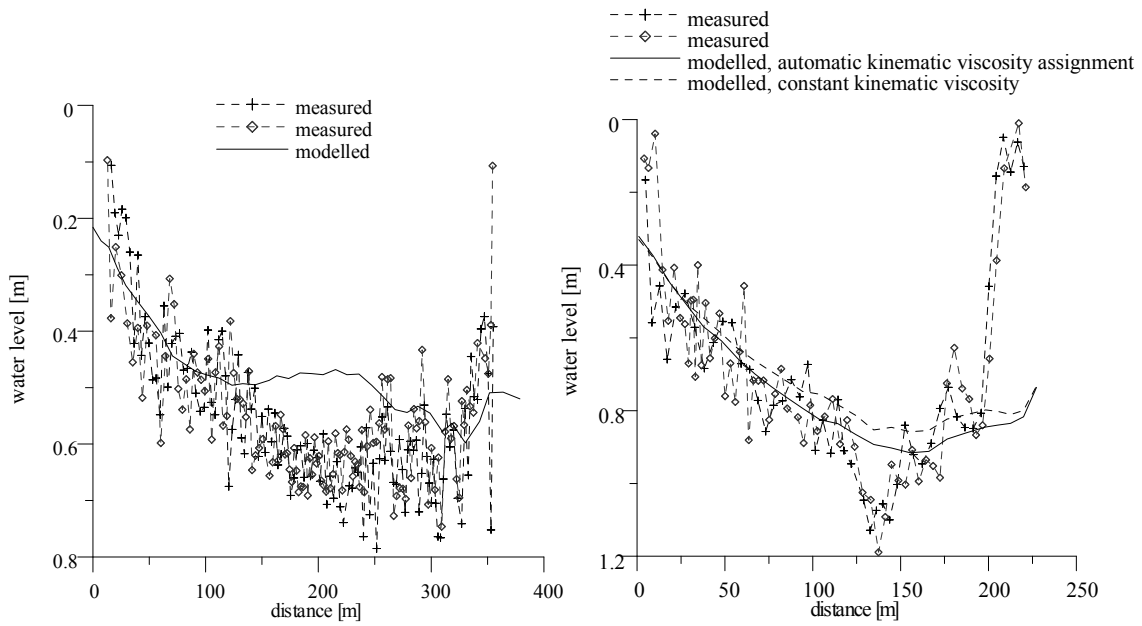 measured
measured
modelled
0
0.2
0.4
0.6
0.8
water level [m]
0
100
200
300
400
distance [m]
measured
measured
modelled, automatic kinematic viscosity assignment
modelled, constant kinematic viscosity
0
0.4
0.8
1.2
water level [m]
0
50
100
150
200
250
distance [m]